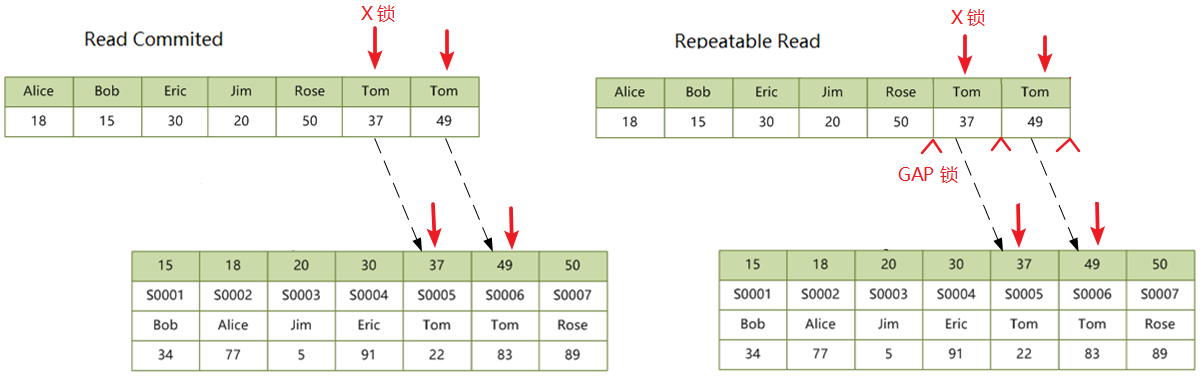 X 锁
Read Commited
Alice Bob Eric Jim Rose Tom Tom
18 15 30 20 50 37 49
15 18 20 30 37 49 50
S0001 S0002 S0003 S0004 S0005 S0006 S0007
Bob Alice Jim Eric Tom Tom Rose
34 77 5 91 22 83 89
X 锁
Repeatable Read
Alice Bob Eric Jim Rose Tom Tom
18 15 30 20 50 37 49
GAP 锁
15 18 20 30 37 49 50
S0001 S0002 S0003 S0004 S0005 S0006 S0007
Bob Alice Jim Eric Tom Tom Rose
34 77 5 91 22 83 89